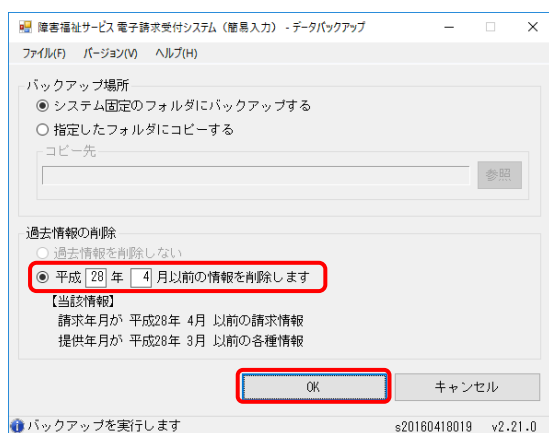 障害福祉サービス 電子請求受付システム（簡易入力） - データバックアップ
ファイル(F) バージョン(V) ヘルプ(H)
バックアップ場所
システム固定のフォルダにバックアップする
指定したフォルダにコピーする
コピー先
参照
過去情報の削除
過去情報を削除しない
平成 28 年 4 月以前の情報を削除します
【当該情報】
請求年月が 平成28年 4月 以前の請求情報
提供年月が 平成28年 3月 以前の各種情報
OK キャンセル
バックアップを実行します s20160418019 v2.21.0